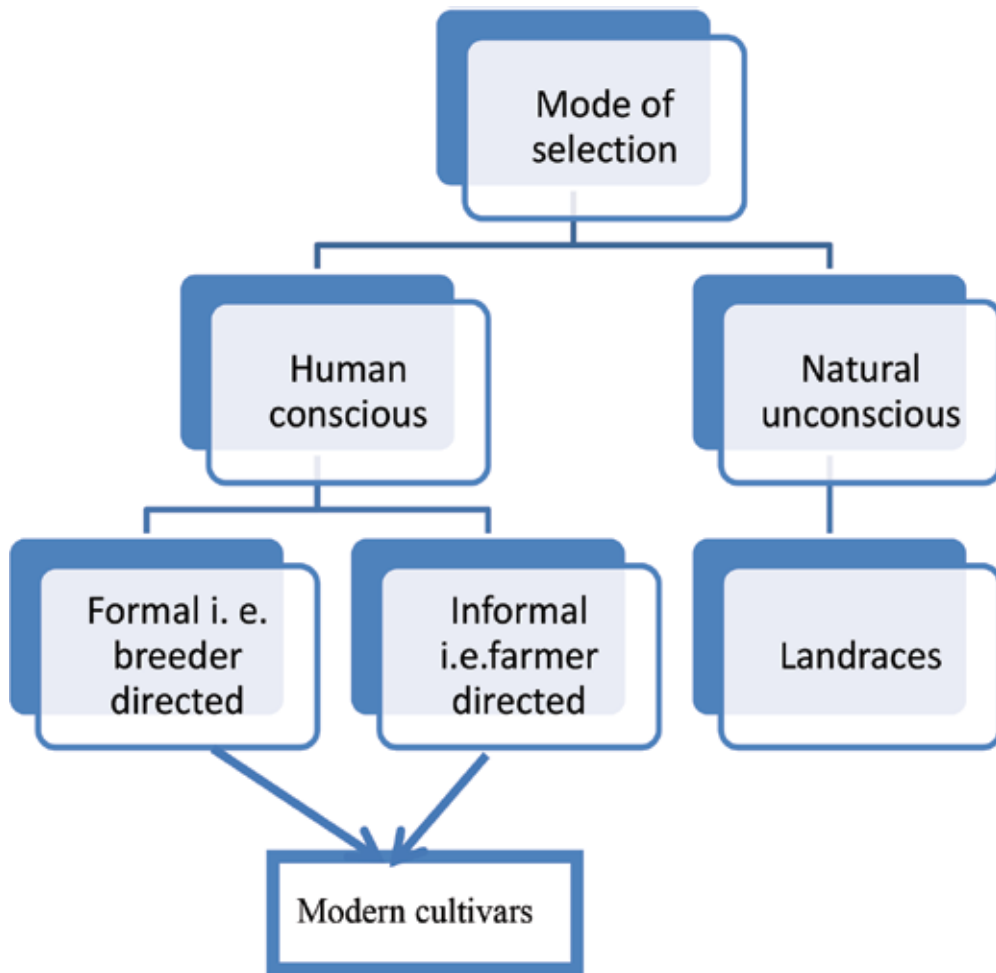 Mode of
selection
Human
conscious
Natural
unconscious
Formal i. e.
breeder
directed
Informal
i.e.farmer
directed
Landraces
Modern cultivars